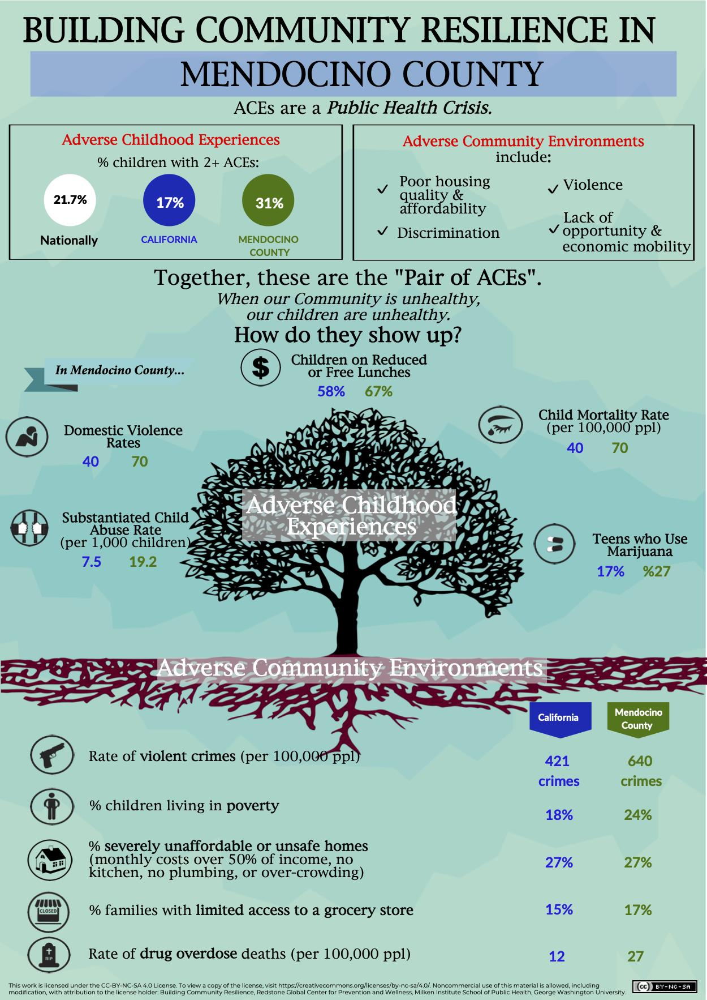 BUILDING COMMUNITY RESILIENCE IN
MENDOCINO COUNTY
ACEs are a Public Health Crisis.
Adverse Childhood Experiences
% children with 2+ ACEs:
21.7%
17%
31%
Nationally
CALIFORNIA
MENDOCINO
COUNTY
Adverse Community Environments
include:
Poor housing
quality &
affordability
Discrimination
Violence
Lack of
opportunity &
economic mobility
Together, these are the "Pair of ACEs".
When our Community is unhealthy,
our children are unhealthy.
How do they show up?
In Mendocino County...
$
Children on Reduced
or Free Lunches
58% 67%
Domestic Violence
Rates
40 70
Child Mortality Rate
(per 100,000 ppl)
40 70
Adverse Childhood
Experiences
Substantiated Child
Abuse Rate
(per 1,000 children)
7.5 19.2
Teens who Use
Marijuana
17% %27
Adverse Community Environments
California
Mendocino
County
Rate of violent crimes (per 100,000 ppl)
421
crimes
640
crimes
% children living in poverty
18% 24%
% severely unaffordable or unsafe homes
(monthly costs over 50% of income, no
kitchen, no plumbing, or over-crowding)
27% 27%
CLOSED
% families with limited access to a grocery store
15% 17%
RIP
Rate of drug overdose deaths (per 100,000 ppl)
12 27
This work is licensed under the CC-BY-NC-SA 4.0 License. To view a copy of the license, visit https://creativecommons.org/licenses/by-nc-sa/4.0/. Noncommercial use of this material is allowed, including
modification, with attribution to the license holder: Building Community Resilience, Redstone Global Center for Prevention and Wellness, Milken Institute School of Public Health, George Washington University.
cc BY-NC-SA